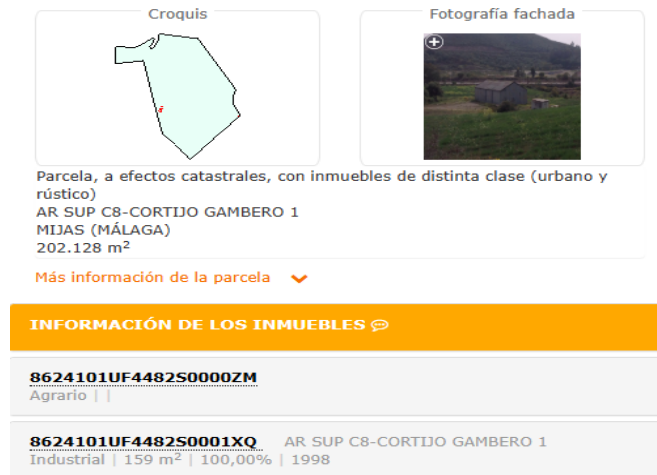 Croquis
Fotografía fachada
Parcela, a efectos catastrales, con inmuebles de distinta clase (urbano y
rústico)
AR SUP C8-CORTIJO GAMBERO 1
MIJAS (MÁLAGA)
202.128 m²
Más información de la parcela
INFORMACIÓN DE LOS INMUEBLES
8624101UF4482S0000ZM
Agrario | |
8624101UF4482S0001XQ AR SUP C8-CORTIJO GAMBERO 1
Industrial | 159 m² | 100,00% | 1998